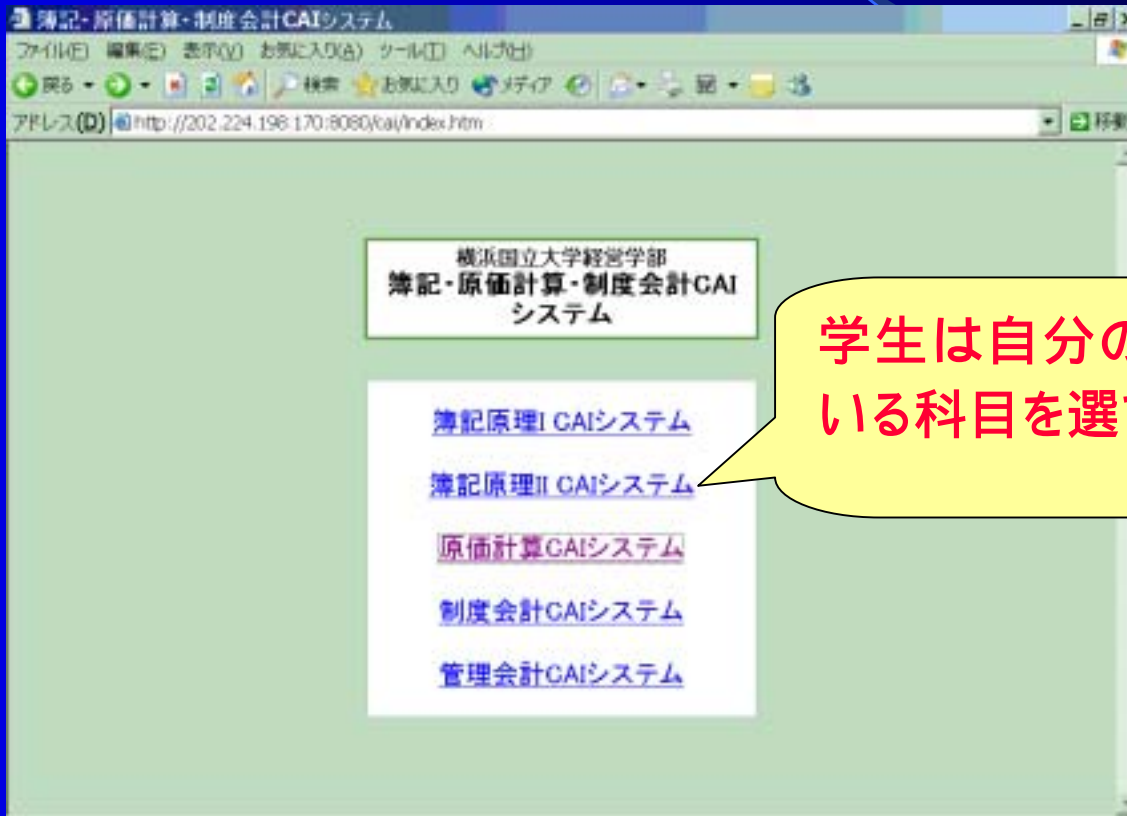 簿記・原価計算・制度会計CAIシステム
ファイル(F) 編集(E) 表示(V) お気に入り(A) ツール(T) ヘルプ(H)
戻る 検索 お気に入り メディア
アドレス(D) http://202.224.198.170:8080/cai/index.htm 移動
横浜国立大学経営学部
簿記・原価計算・制度会計CAI
システム
簿記原理I CAIシステム
簿記原理II CAIシステム
原価計算CAIシステム
制度会計CAIシステム
管理会計CAIシステム
学生は自分の
いる科目を選